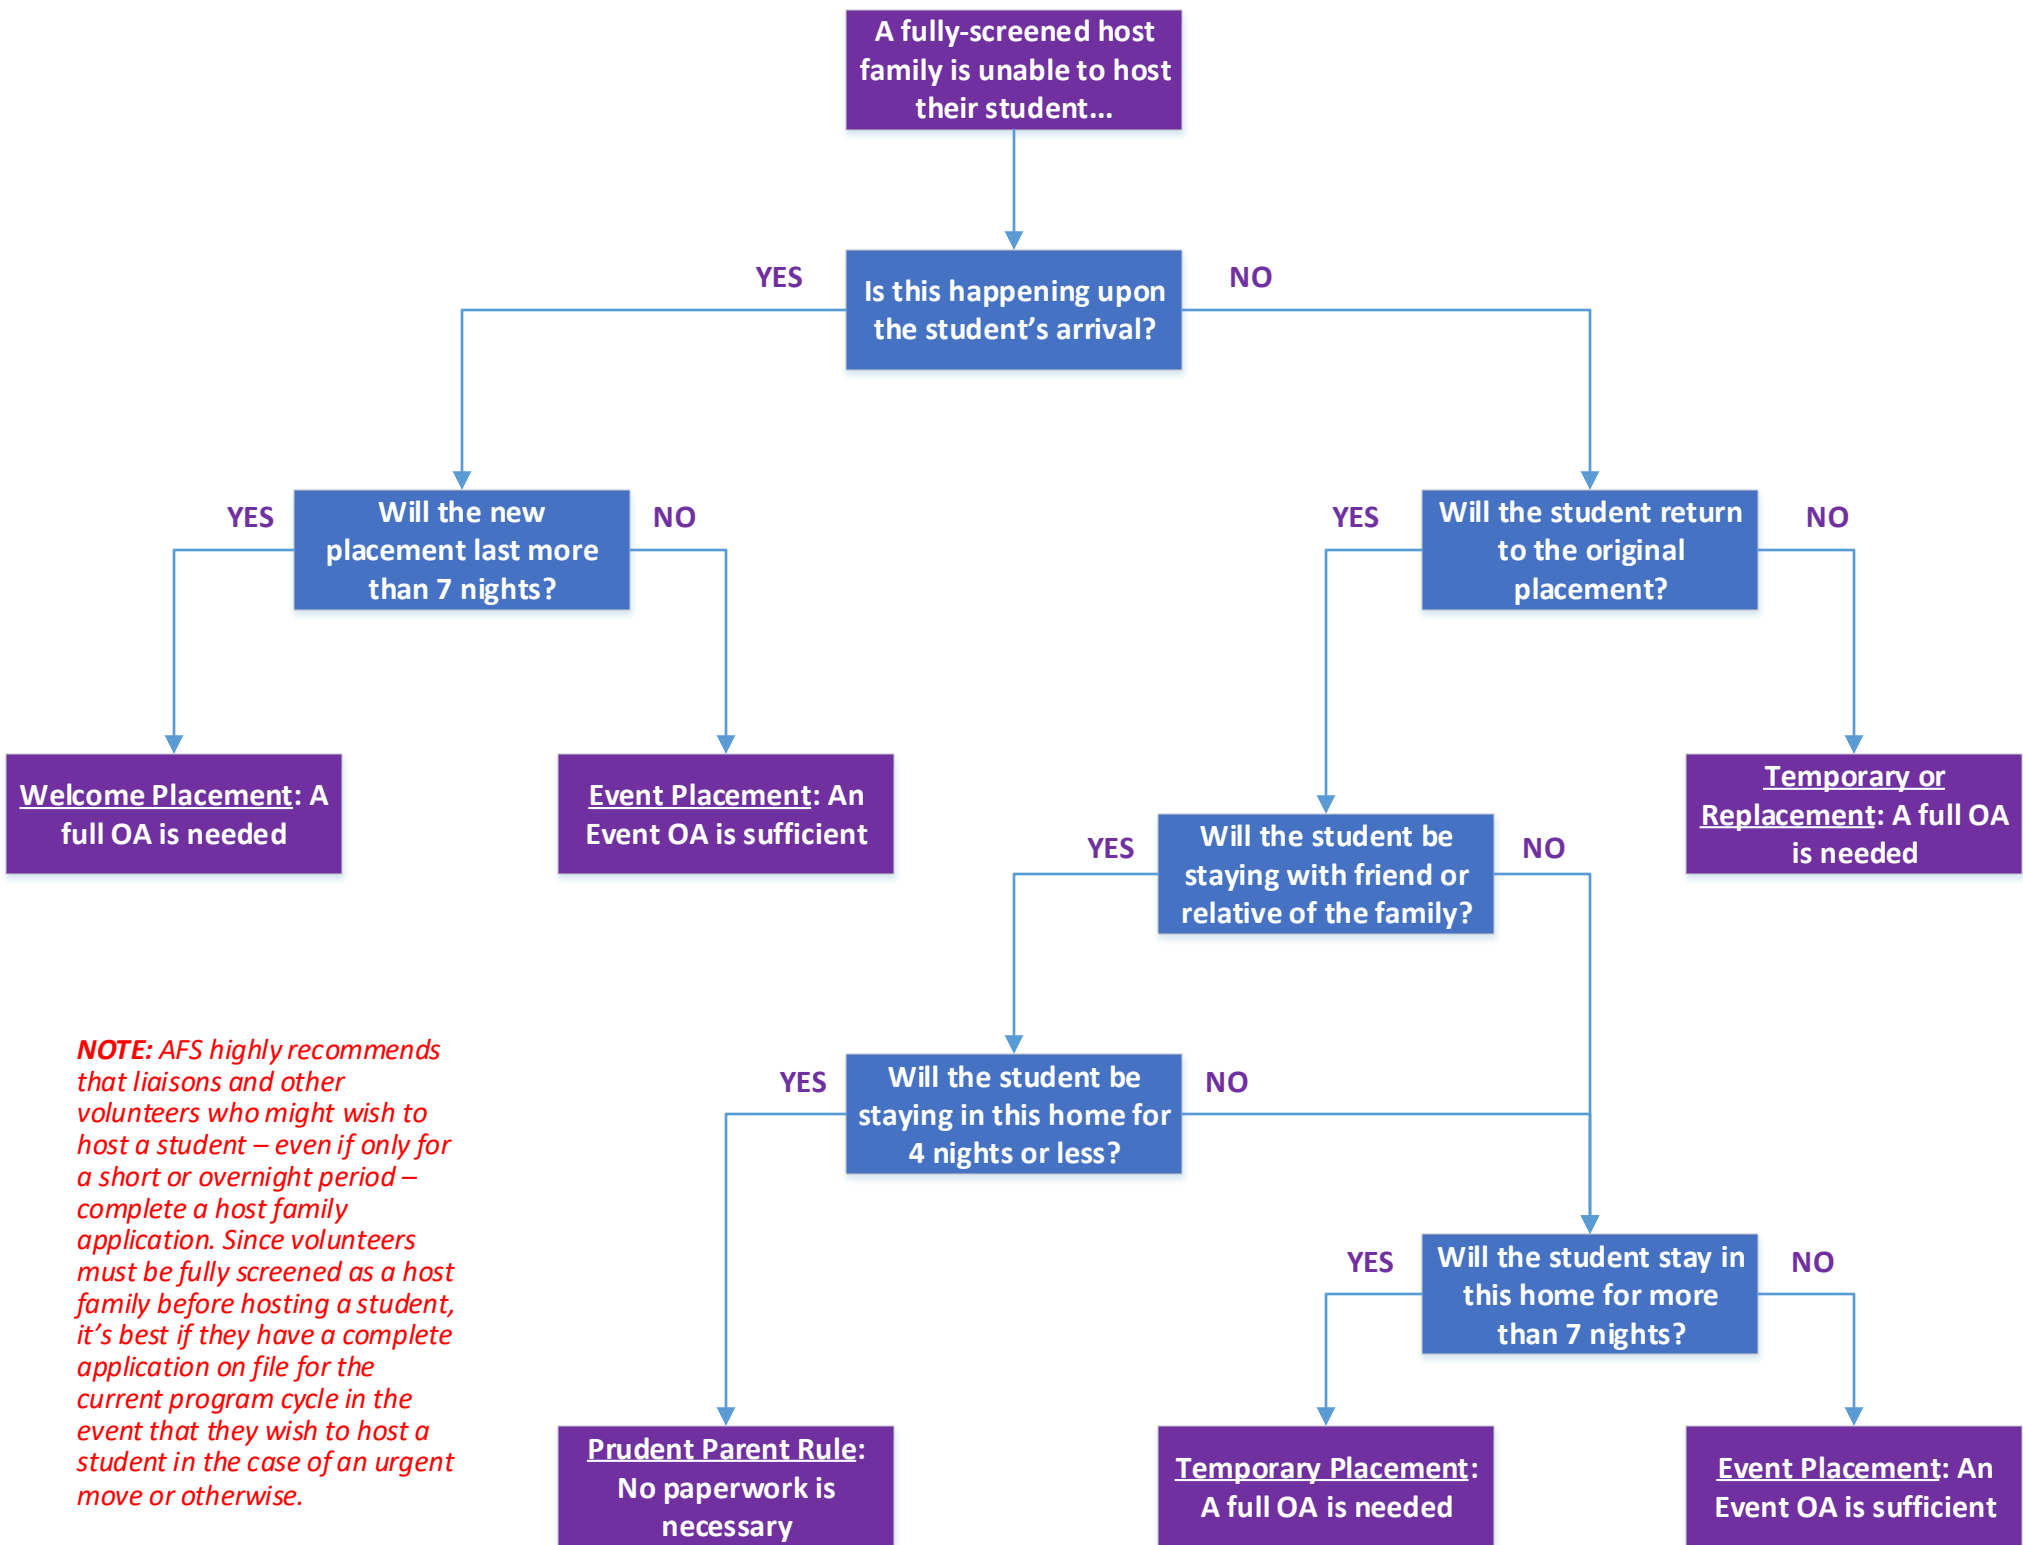 A fully-screened host
family is unable to host
their student...
YES
Is this happening upon
the student's arrival?
NO
YES
Will the new
placement last more
than 7 nights?
NO
YES
Will the student return
to the original
placement?
NO
Welcome Placement: A
full OA is needed
Event Placement: An
Event OA is sufficient
Temporary or
Replacement: A full OA
is needed
YES
Will the student be
staying with friend or
relative of the family?
NO
NOTE: AFS highly recommends
that liaisons and other
volunteers who might wish to
host a student – even if only for
a short or overnight period –
complete a host family
application. Since volunteers
must be fully screened as a host
family before hosting a student,
it's best if they have a complete
application on file for the
current program cycle in the
event that they wish to host a
student in the case of an urgent
move or otherwise.
YES
Will the student be
staying in this home for
4 nights or less?
NO
YES
Will the student stay in
this home for more
than 7 nights?
NO
Prudent Parent Rule:
No paperwork is
necessary
Temporary Placement:
A full OA is needed
Event Placement: An
Event OA is sufficient